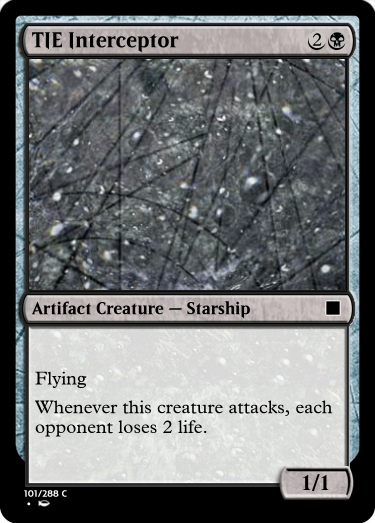 TIE Interceptor 2
Artifact Creature — Starship
Flying
Whenever this creature attacks, each
opponent loses 2 life.
1/1
101/288 C